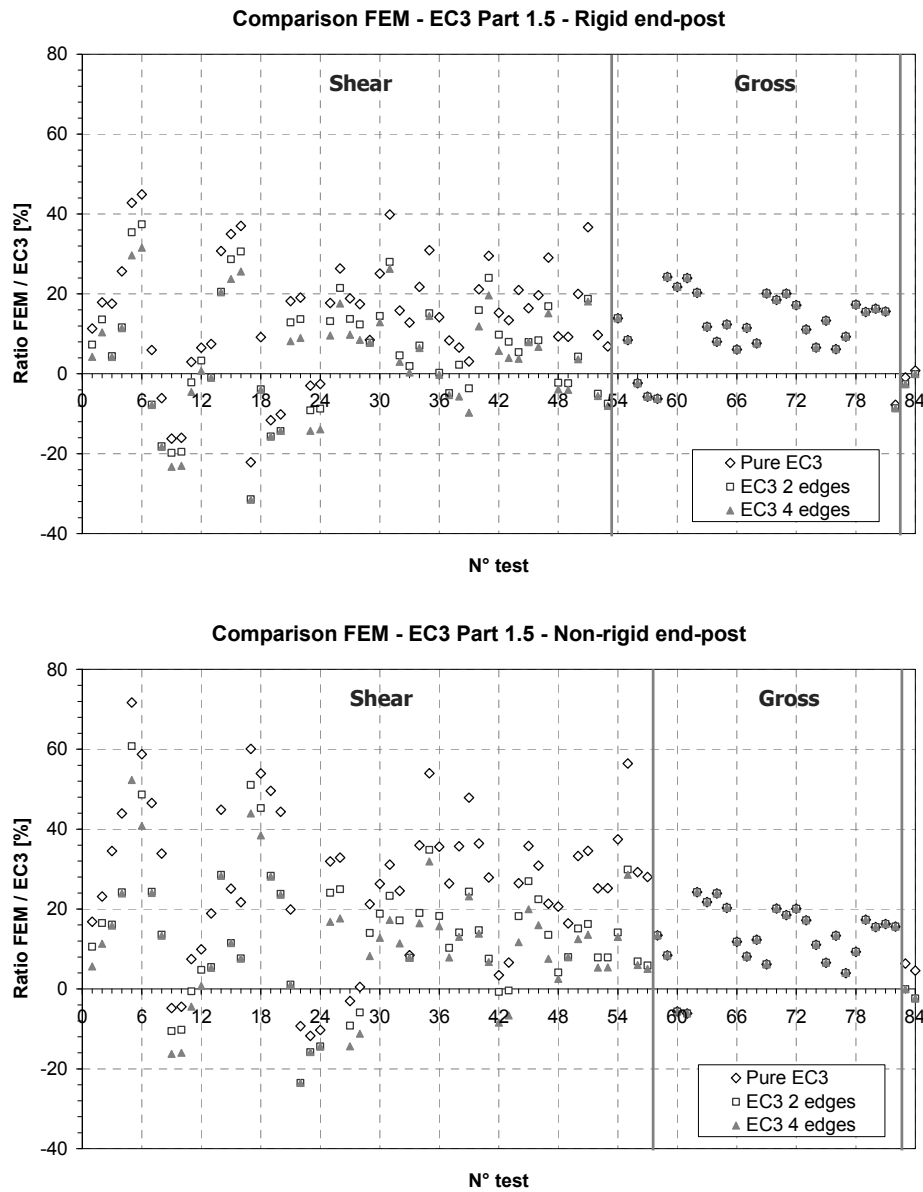 Comparison FEM - EC3 Part 1.5 - Rigid end-post
80
Shear
Gross
60
40
20
0
-20
-40
Ratio FEM / EC3 [%]
0 6 12 18 24 30 36 42 48 54 60 66 72 78 84
Pure EC3
EC3 2 edges
EC3 4 edges
N° test
Comparison FEM - EC3 Part 1.5 - Non-rigid end-post
80
Shear
Gross
60
40
20
0
-20
-40
Ratio FEM / EC3 [%]
0 6 12 18 24 30 36 42 48 54 60 66 72 78 84
Pure EC3
EC3 2 edges
EC3 4 edges
N° test